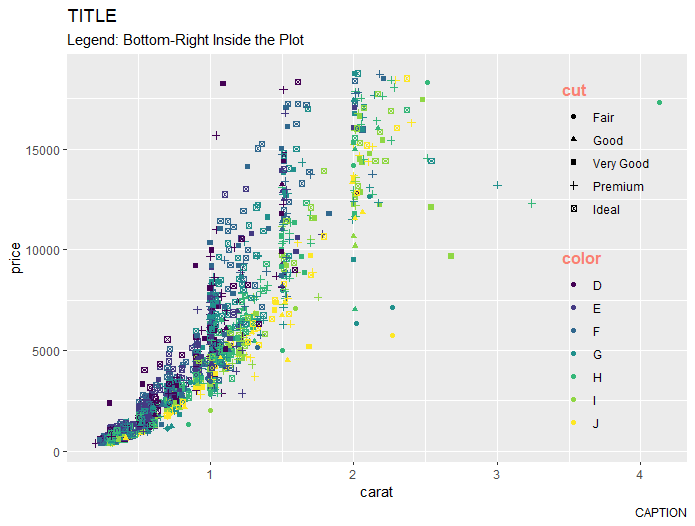 TITLE
Legend: Bottom-Right Inside the Plot
price
15000
10000
5000
0
1
2
3
4
carat
cut
Fair
Good
Very Good
Premium
Ideal
color
D
E
F
G
H
I
J
CAPTION